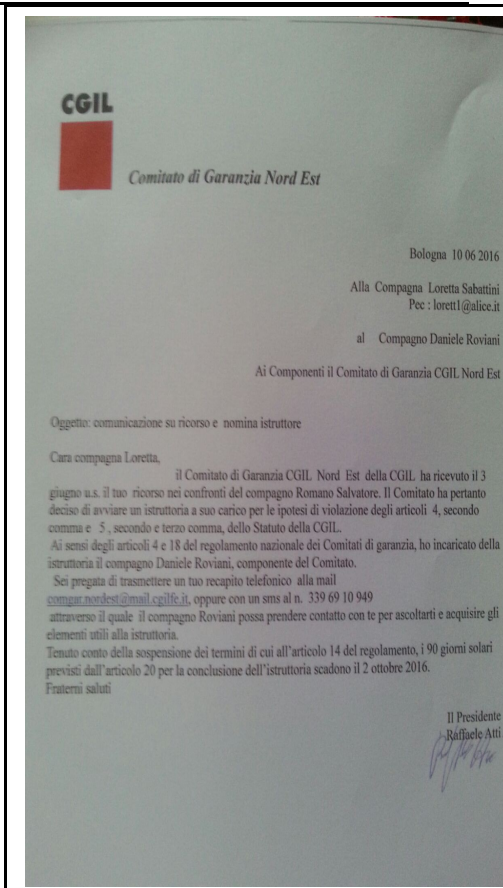 CGIL
Comitato di Garanzia Nord Est
Bologna 10 06 2016
Alla Compagna Loretta Sabattini
Pec : lorett1@alice.it
al Compagno Daniele Roviani
Ai Componenti il Comitato di Garanzia CGIL Nord Est
Oggetto: comunicazione su ricorso e nomina istruttore
Cara compagna Loretta,
il Comitato di Garanzia CGIL Nord Est della CGIL ha ricevuto il 3
giugno u.s. il tuo ricorso nei confronti del compagno Romano Salvatore. Il Comitato ha pertanto
deciso di avviare un istruttoria a suo carico per le ipotesi di violazione degli articoli 4, secondo
comma e 5 , secondo e terzo comma, dello Statuto della CGIL.
Ai sensi degli articoli 4 e 18 del regolamento nazionale dei Comitati di garanzia, ho incaricato della
istruttoria il compagno Daniele Roviani, componente del Comitato.
Sei pregata di trasmettere un tuo recapito telefonico alla mail
comgar.nordest@mail.cgilfe.it, oppure con un sms al n. 339 69 10 949
attraverso il quale il compagno Roviani possa prendere contatto con te per ascoltarti e acquisire gli
elementi utili alla istruttoria.
Tenuto conto della sospensione dei termini di cui all'articolo 14 del regolamento, i 90 giorni solari
previsti dall'articolo 20 per la conclusione dell'istruttoria scadono il 2 ottobre 2016.
Fraterni saluti
Il Presidente
Raffaele Atti